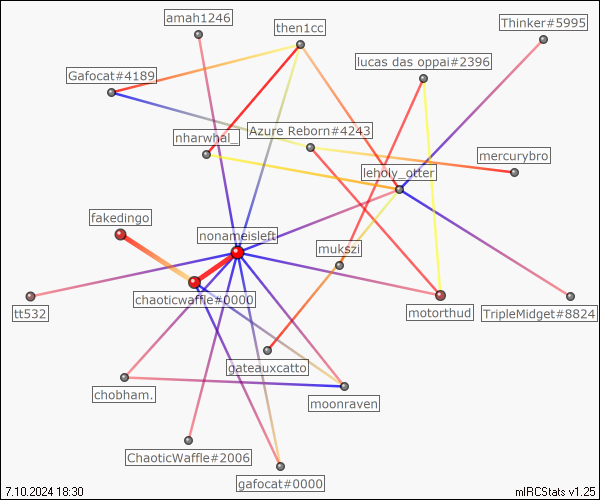 amah1246
then1cc
Thinker#5995
lucas das oppai#2396
Gafocat#4189
nharwhal_
Azure Reborn#4243
mercurybro
leholy_otter
fakedingo
nonameisleft
mukszi
chaoticwaffle#0000
tt532
motorthud
TripleMidget#8824
gateauxcatto
chobham.
moonraven
ChaoticWaffle#2006
gafocat#0000
7.10.2024 18:30
mIRCStats v1.25